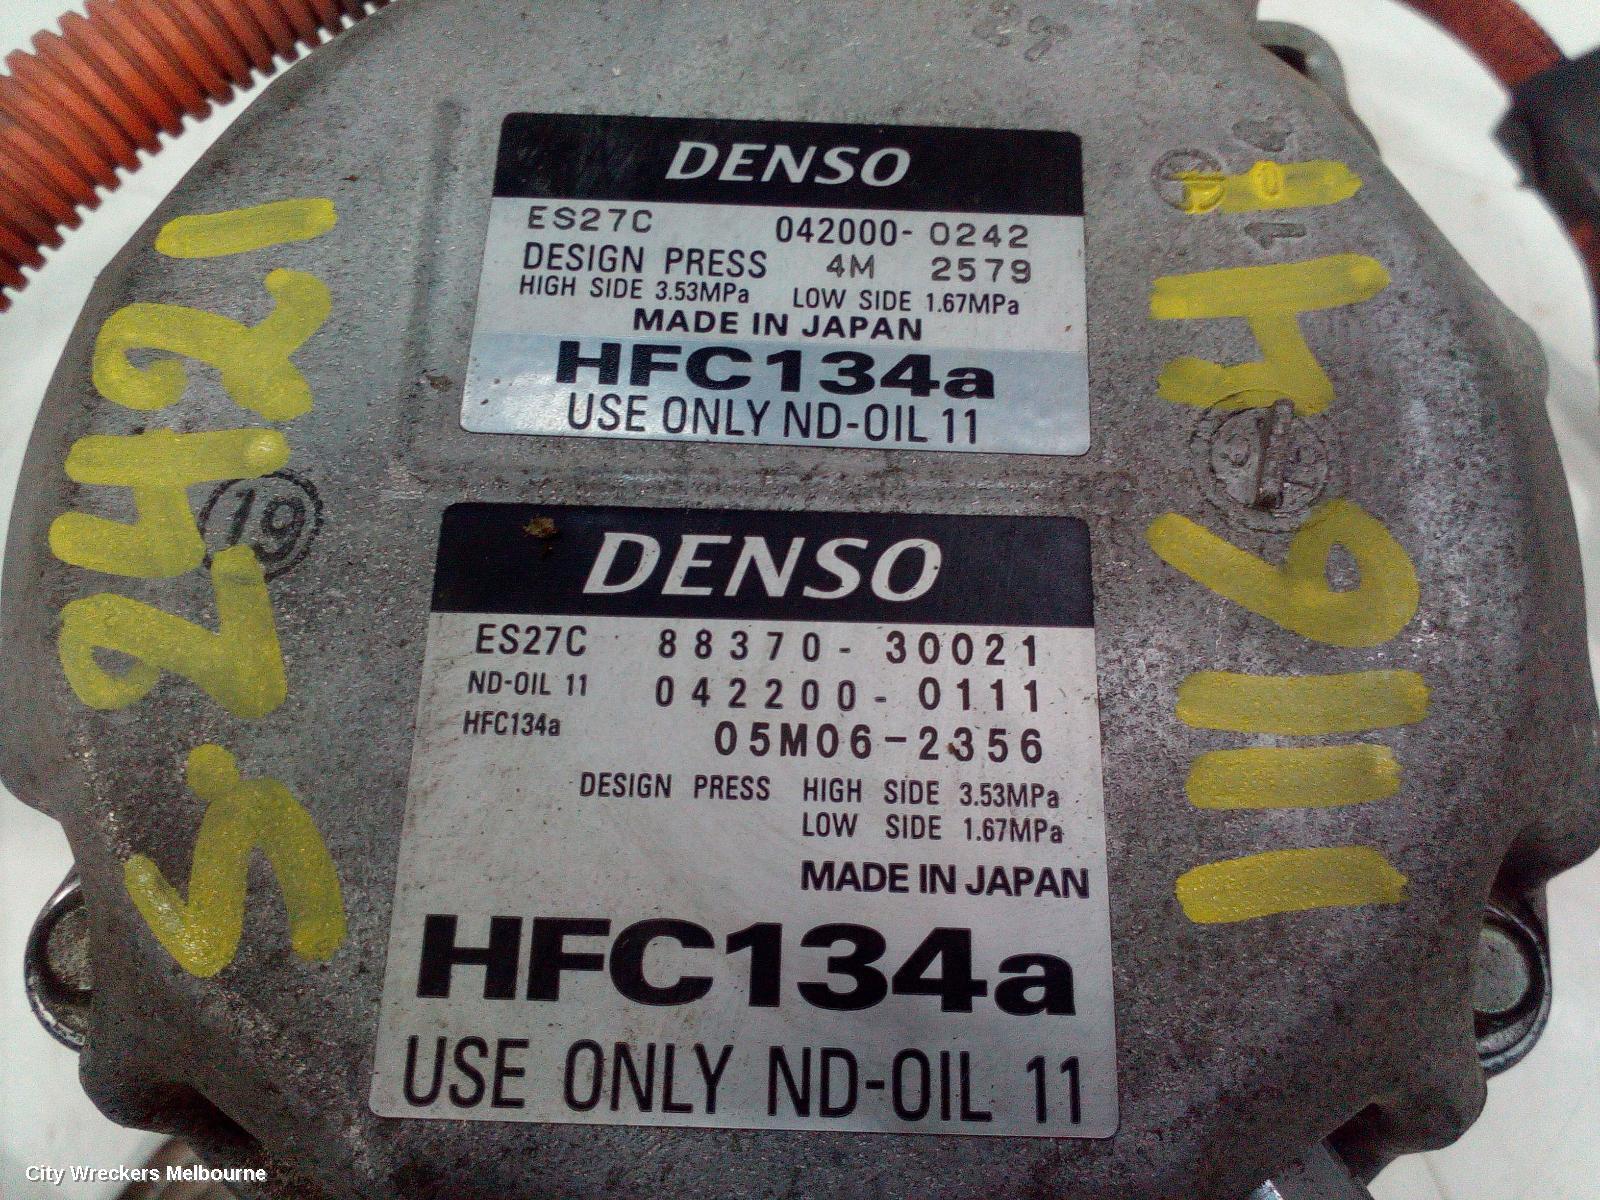 DENSO
ES27C 042000-0242
DESIGN PRESS 4M 2579
HIGH SIDE 3.53MPa LOW SIDE 1.67MPa
MADE IN JAPAN
HFC134a
USE ONLY ND-OIL 11
DENSO
ES27C 88370-30021
ND-OIL 11 042200-0111
HFC134a 05M06-2356
DESIGN PRESS HIGH SIDE 3.53MPa
LOW SIDE 1.67MPa
MADE IN JAPAN
HFC134a
USE ONLY ND-OIL 11
S2421
19
City Wreckers Melbourne